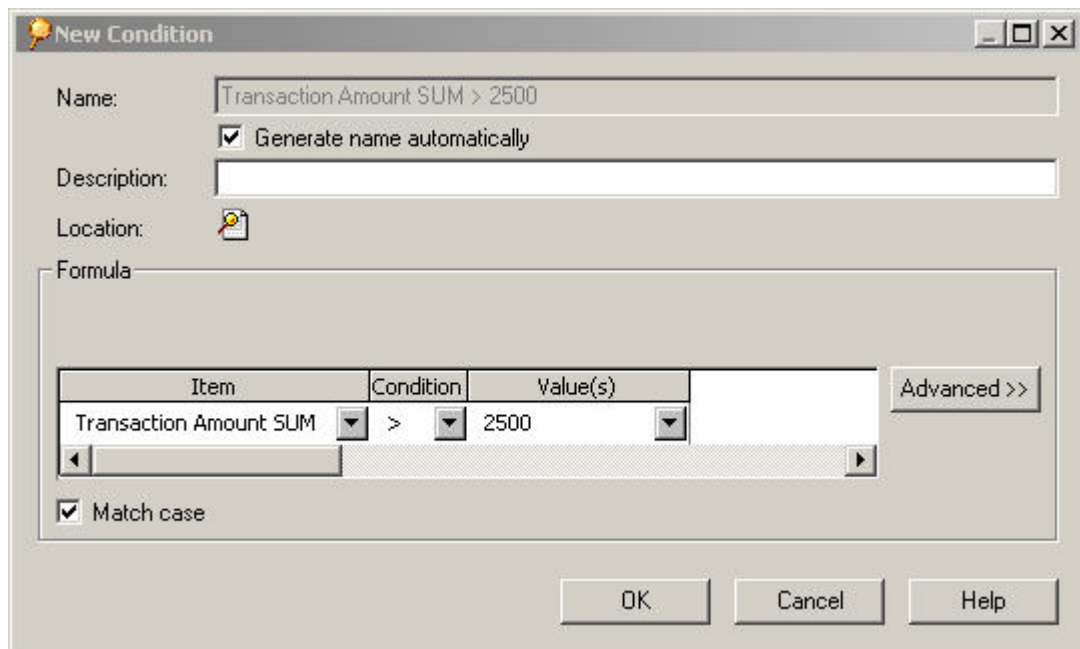 New Condition
Name: Transaction Amount SUM > 2500
Generate name automatically
Description:
Location:
Formula
Item Condition Value(s)
Advanced >>
Transaction Amount SUM > 2500
Match case
OK Cancel Help